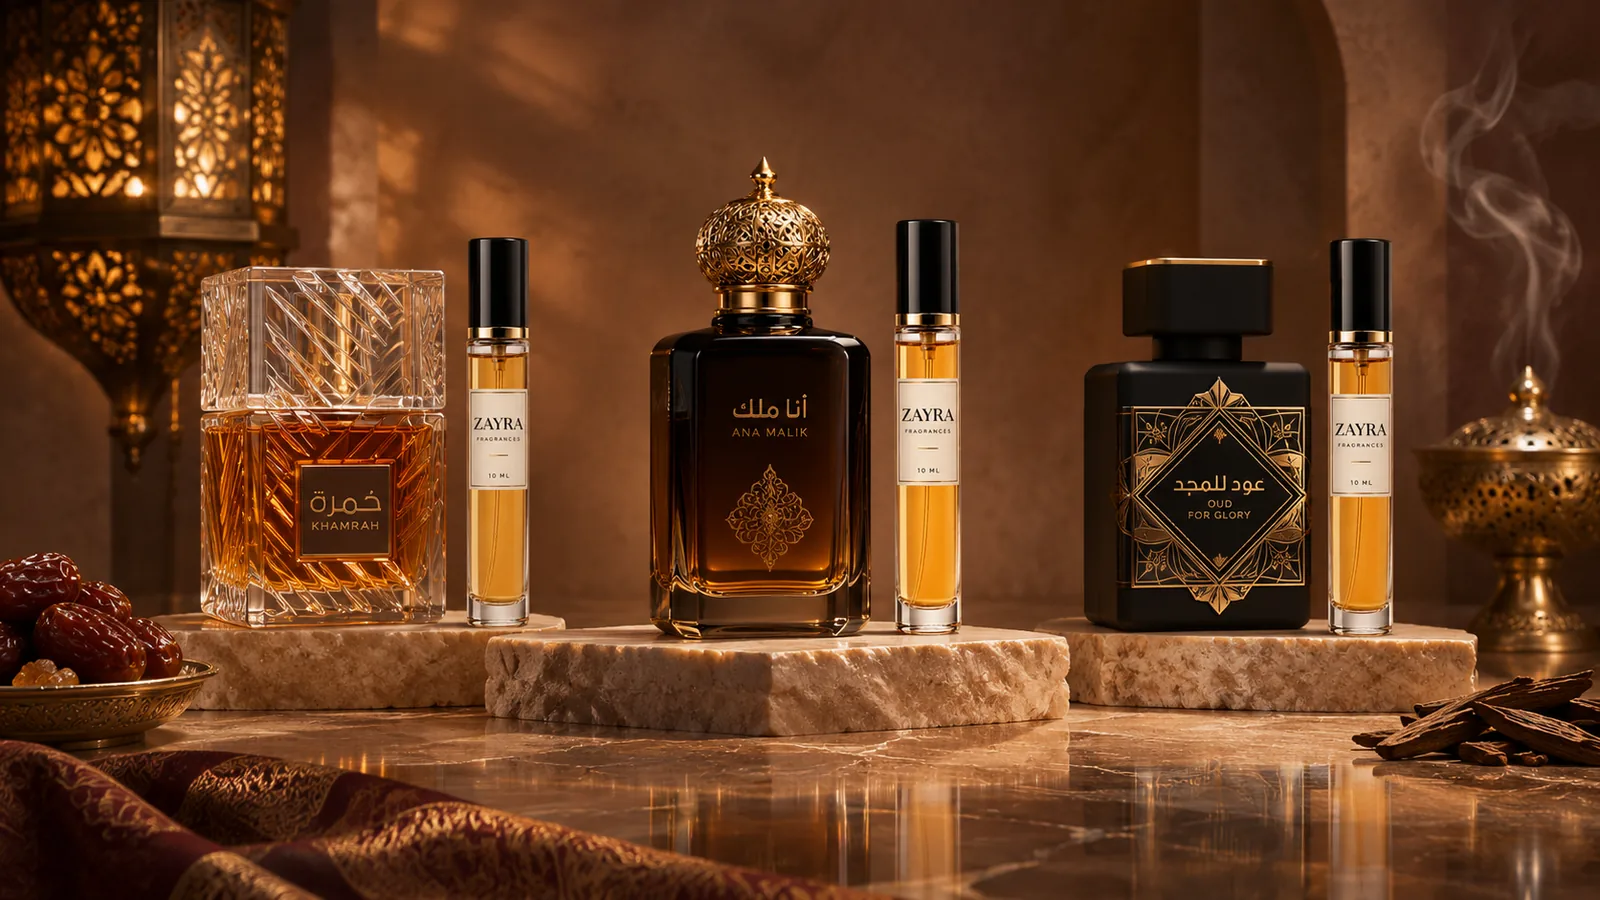 خمرة
KHAMRAH
ZAYRA
FRAGRANCES
10 ML
أنا ملك
ANA MALIK
ZAYRA
FRAGRANCES
10 ML
عود للمجد
OUD
FOR GLORY
ZAYRA
FRAGRANCES
10 ML